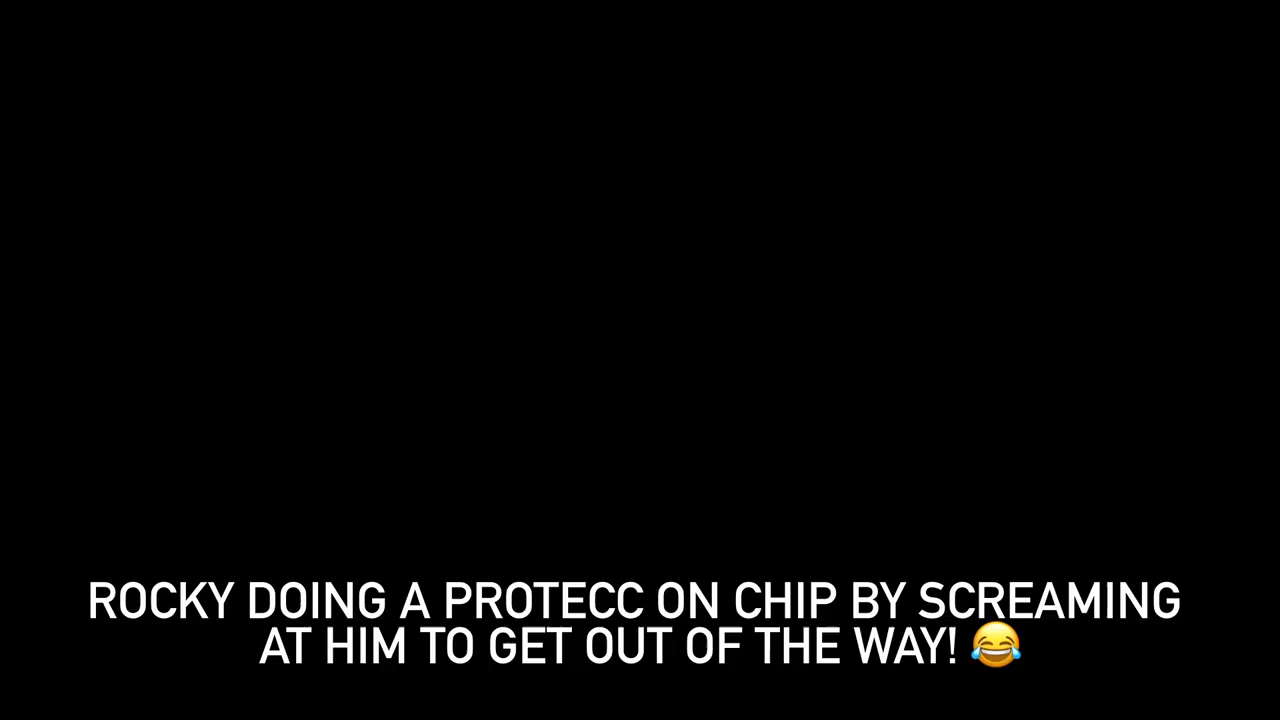 ROCKY DOING A PROTECC ON CHIP BY SCREAMING
AT HIM TO GET OUT OF THE WAY! 😂